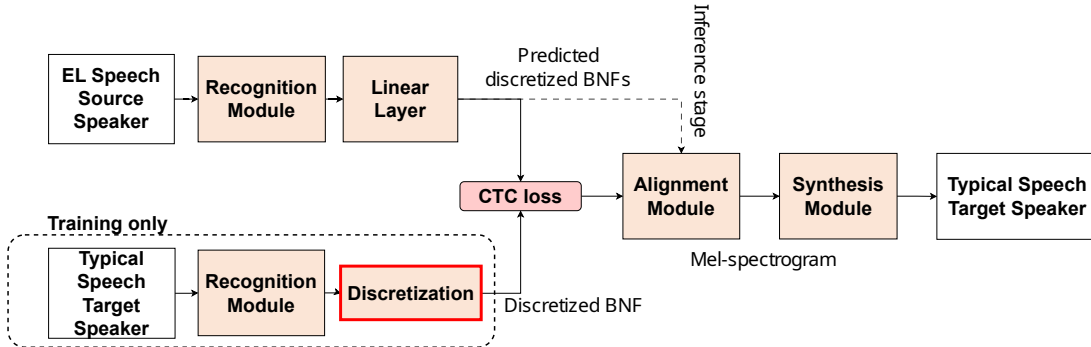 EL Speech
Source
Speaker
Recognition
Module
Linear
Layer
Predicted
discretized BNFs
Inference stage
CTC loss
Alignment
Module
Synthesis
Module
Typical Speech
Target Speaker
Mel-spectrogram
Training only
Typical
Speech
Target
Speaker
Recognition
Module
Discretization
Discretized BNF